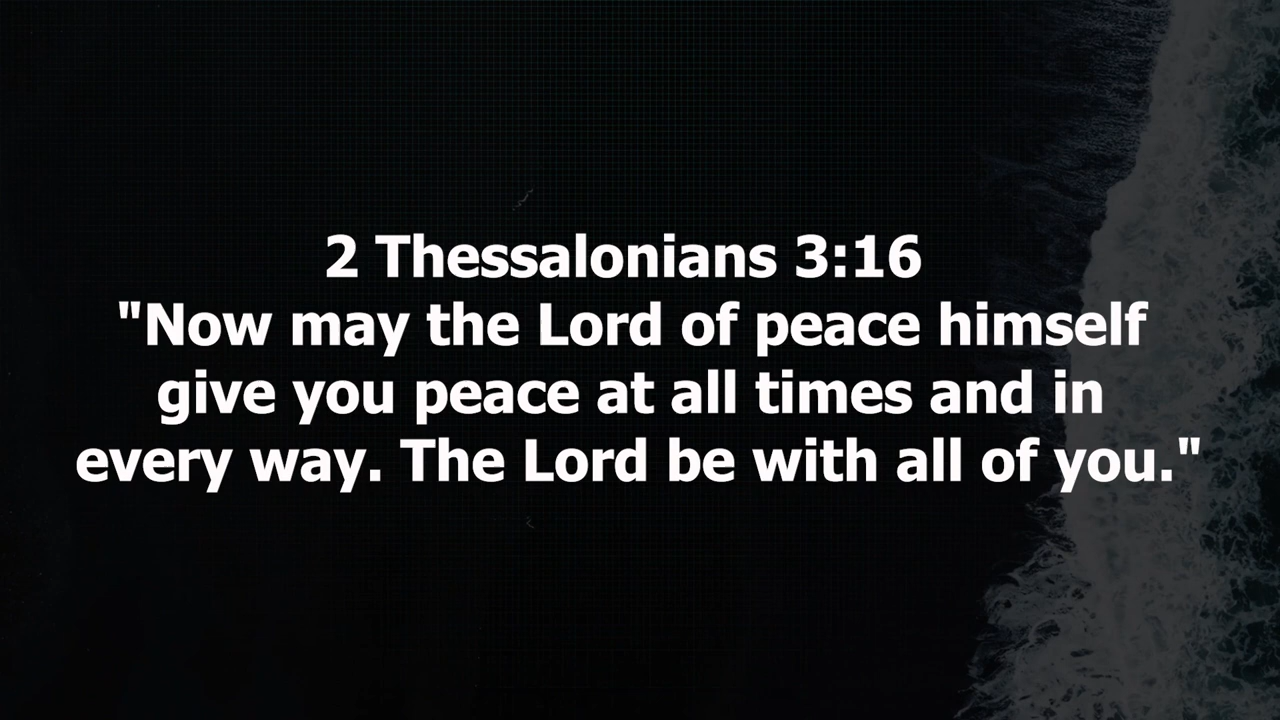 2 Thessalonians 3:16
"Now may the Lord of peace himself
give you peace at all times and in
every way. The Lord be with all of you."